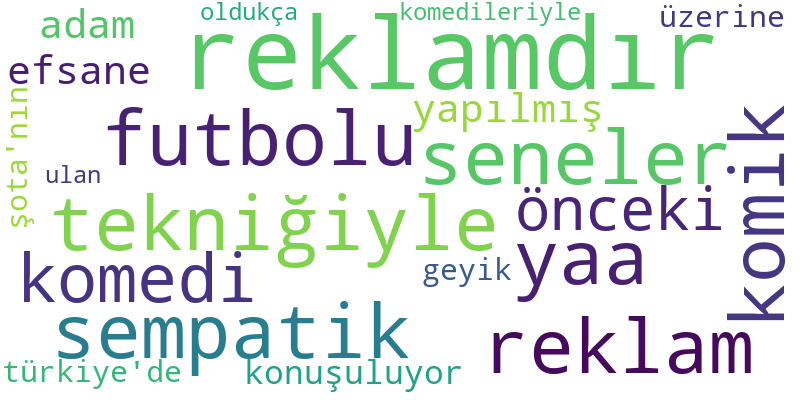 oldukça
komedileriyle
üzerine
adam
reklamdır
efsane
yapılmış
futbolu
seneler
şota'nın
ulan
komik
tekniğiyle
önceki
komedi
geyik
yaa
sempatik
reklam
türkiye'de
konuşuluyor